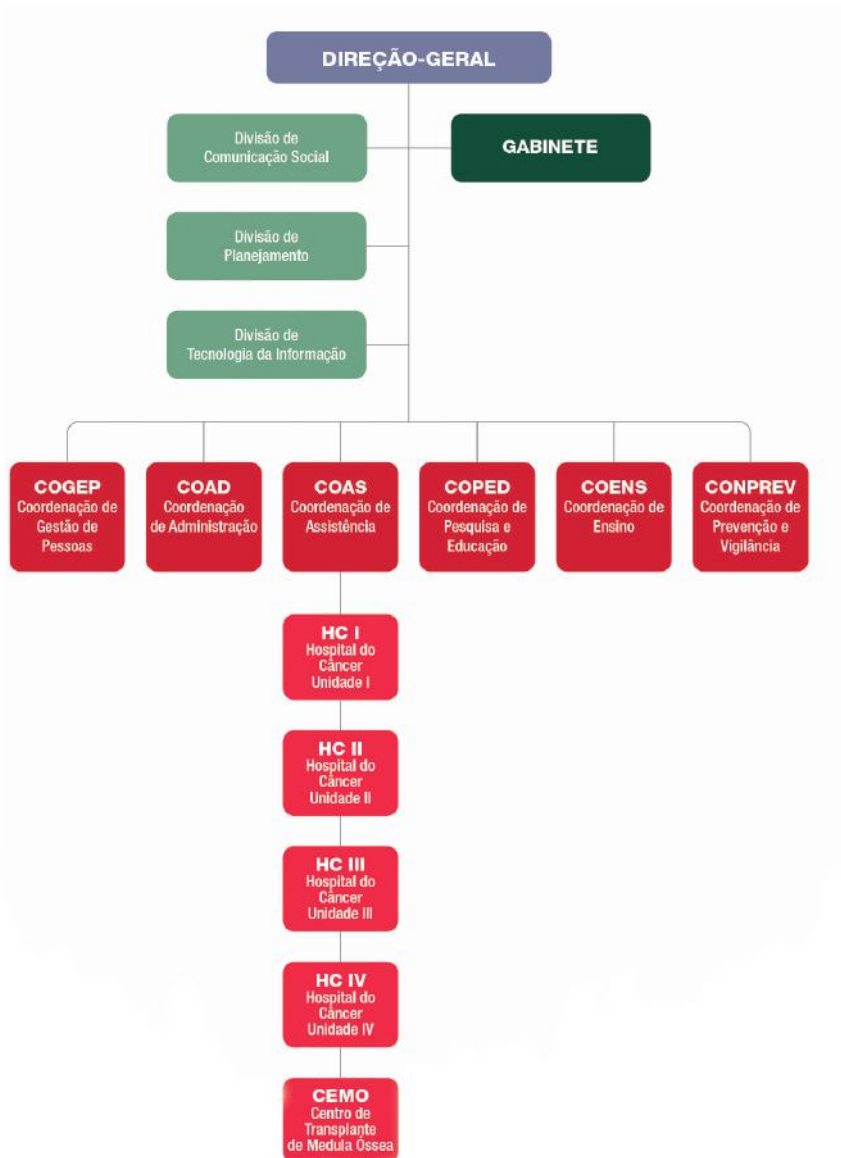 DIREÇÃO-GERAL
Divisão de
Comunicação Social
GABINETE
Divisão de
Planejamento
Divisão de
Tecnologia da Informação
COGEP
Coordenação de
Gestão de
Pessoas
COAD
Coordenação
de Administração
COAS
Coordenação de
Assistência
COPED
Coordenação de
Pesquisa e
Educação
COENS
Coordenação de
Ensino
CONPREV
Coordenação de
Prevenção e
Vigilância
HC I
Hospital do
Câncer
Unidade I
HC II
Hospital do
Câncer
Unidade II
HC III
Hospital do
Câncer
Unidade III
HC IV
Hospital do
Câncer
Unidade IV
CEMO
Centro de
Transplante
de Medula Óssea